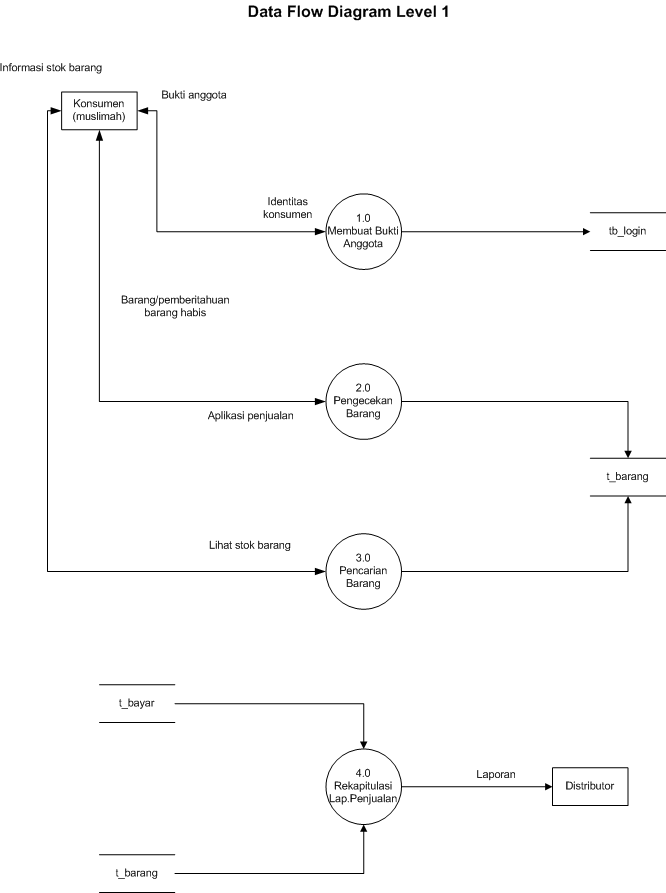 Data Flow Diagram Level 1
Informasi stok barang
Konsumen
(muslimah)
Bukti anggota
Identitas
konsumen
1.0
Membuat Bukti
Anggota
tb_login
Barang/pemberitahuan
barang habis
2.0
Pengecekan
Barang
Aplikasi penjualan
t_barang
Lihat stok barang
3.0
Pencarian
Barang
t_bayar
4.0
Rekapitulasi
Lap.Penjualan
Laporan
Distributor
t_barang